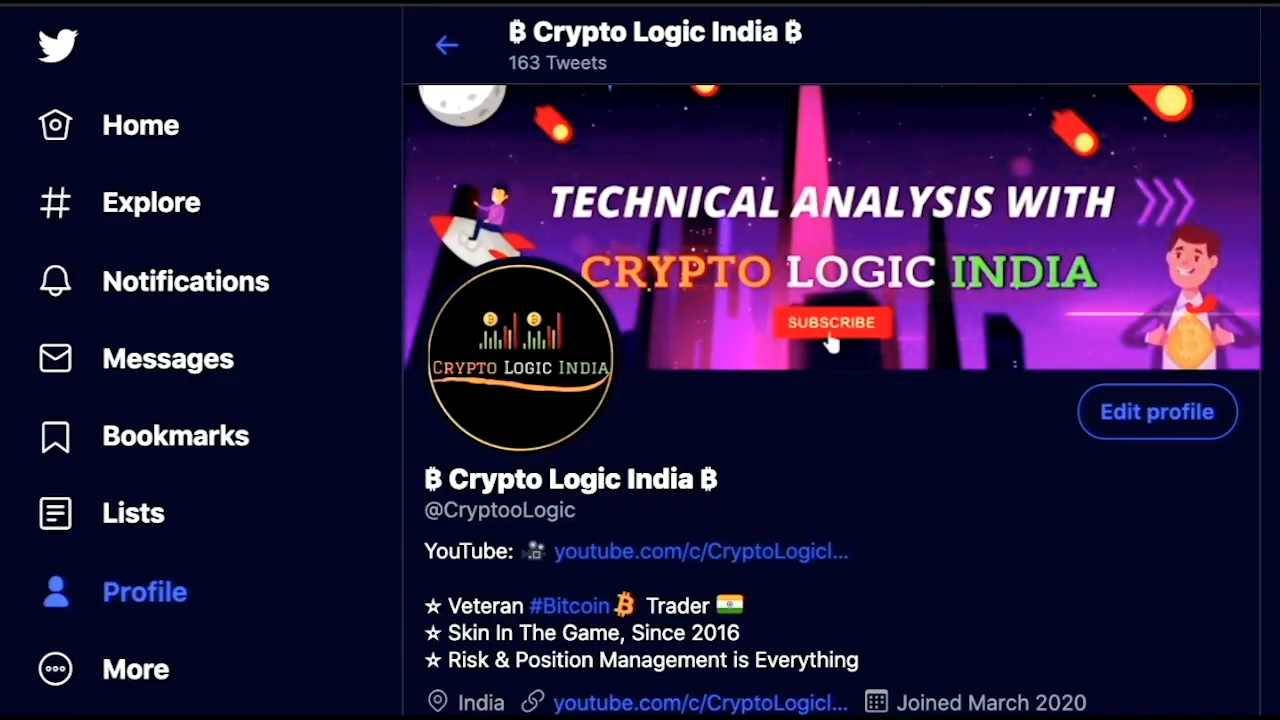 ₿ Crypto Logic India ₿
163 Tweets
Home
Explore
Notifications
Messages
Bookmarks
Lists
Profile
More
TECHNICAL ANALYSIS WITH
CRYPTO LOGIC INDIA
SUBSCRIBE
CRYPTO LOGIC INDIA
Edit profile
₿ Crypto Logic India ₿
@CryptooLogic
YouTube: 🎥 youtube.com/c/CryptoLogicI...
☆ Veteran #Bitcoin Trader 🇮🇳
☆ Skin In The Game, Since 2016
☆ Risk & Position Management is Everything
India youtube.com/c/CryptoLogicI... Joined March 2020